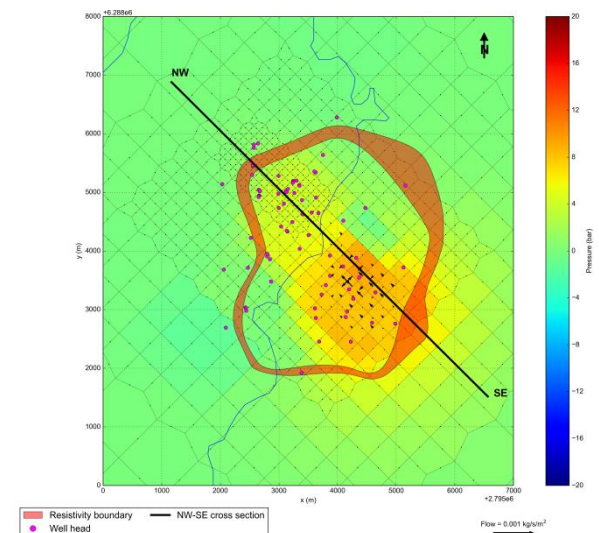 +6.288e6
8000
7000
6000
5000
4000
3000
2000
1000
0
y (m)
NW
SE
N
0 1000 2000 3000 4000 5000 6000 7000
x (m)
+2.795e6
20
16
12
8
4
0
−4
−8
−12
−16
−20
Pressure (bar)
Resistivity boundary
NW-SE cross section
Well head
Flow = 0.001 kg/s/m²